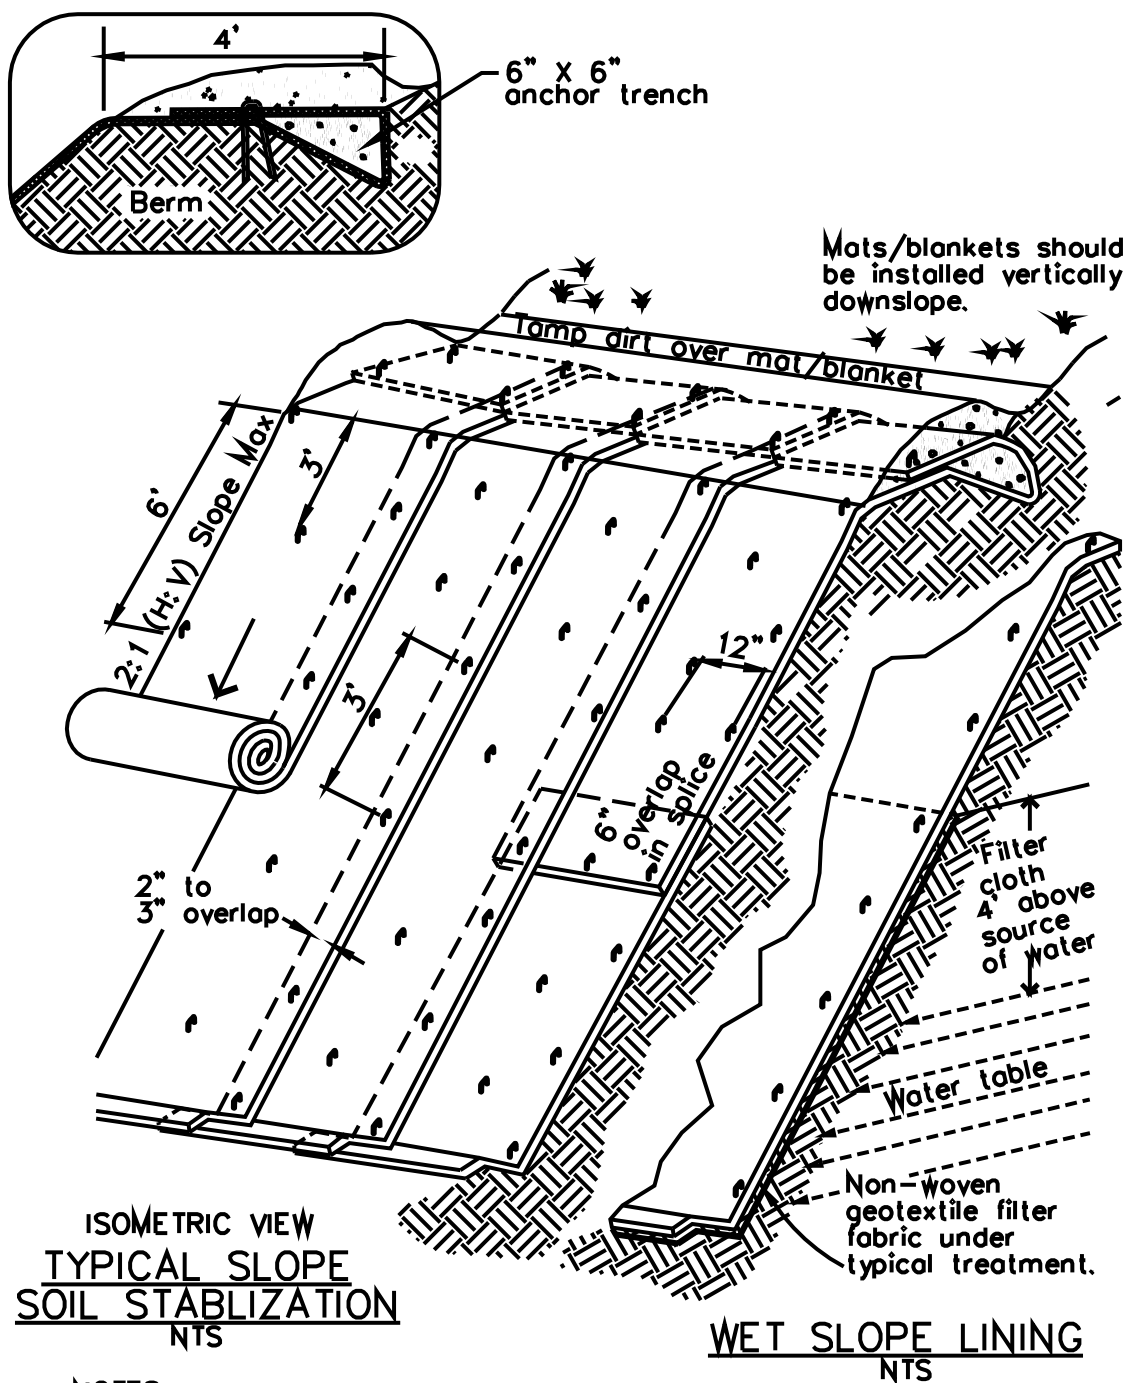 4'
6" X 6"
anchor trench
Berm
Mats/blankets should
be installed vertically
downslope.
Tamp dirt over mat/blanket
6'
2:1 (H:V) Slope Max
3'
3'
12"
6"
overlap
in splice
2" to
3" overlap
Filter
cloth
4' above
source
of water
Water table
Non-woven
geotextile filter
fabric under
typical treatment.
ISOMETRIC VIEW
TYPICAL SLOPE
SOIL STABLIZATION
NTS
WET SLOPE LINING
NTS